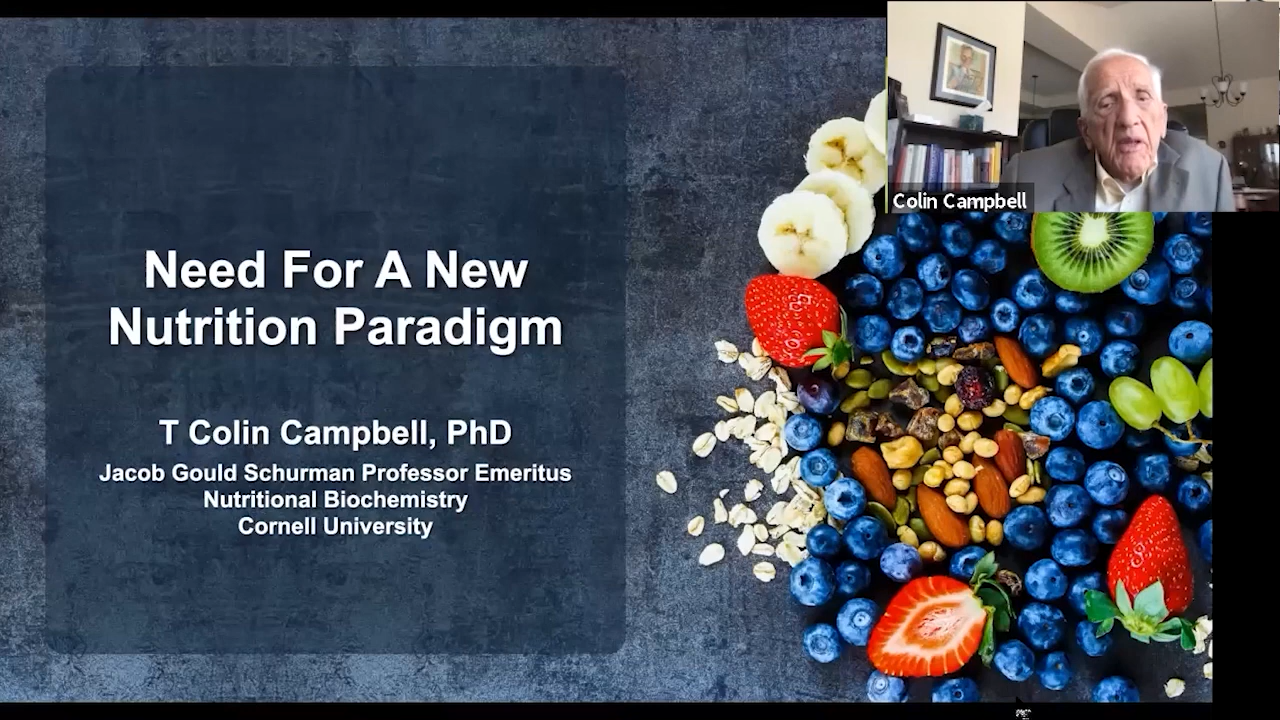 Need For A New
Nutrition Paradigm
T Colin Campbell, PhD
Jacob Gould Schurman Professor Emeritus
Nutritional Biochemistry
Cornell University
Colin Campbell